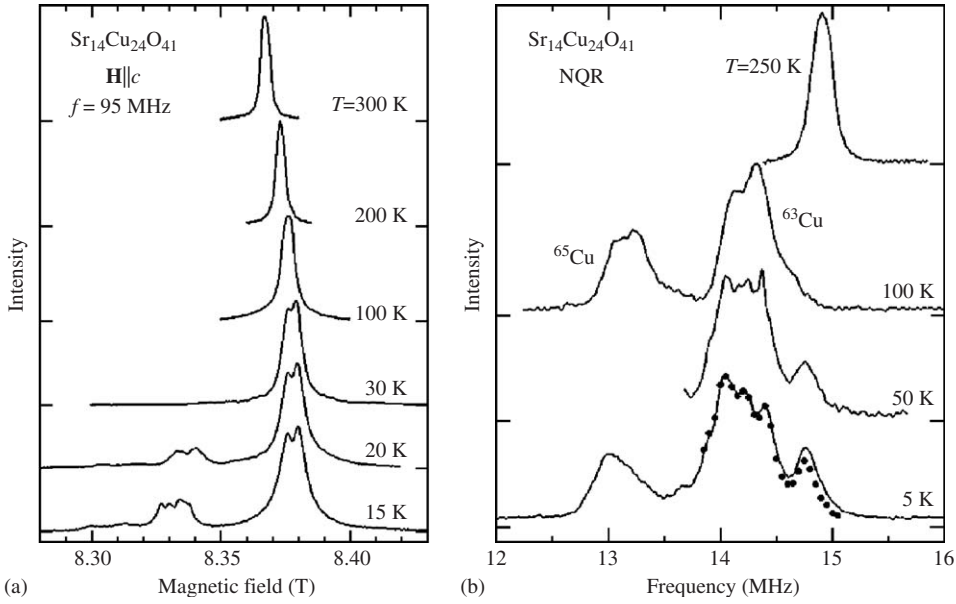 Sr₁₄Cu₂₄O₄₁
H||c
f = 95 MHz
T=300 K
200 K
100 K
30 K
20 K
15 K
Intensity
8.30
8.35
8.40
(a)
Magnetic field (T)
Sr₁₄Cu₂₄O₄₁
NQR
T=250 K
⁶³Cu
⁶⁵Cu
100 K
50 K
5 K
Intensity
12
13
14
15
16
(b)
Frequency (MHz)